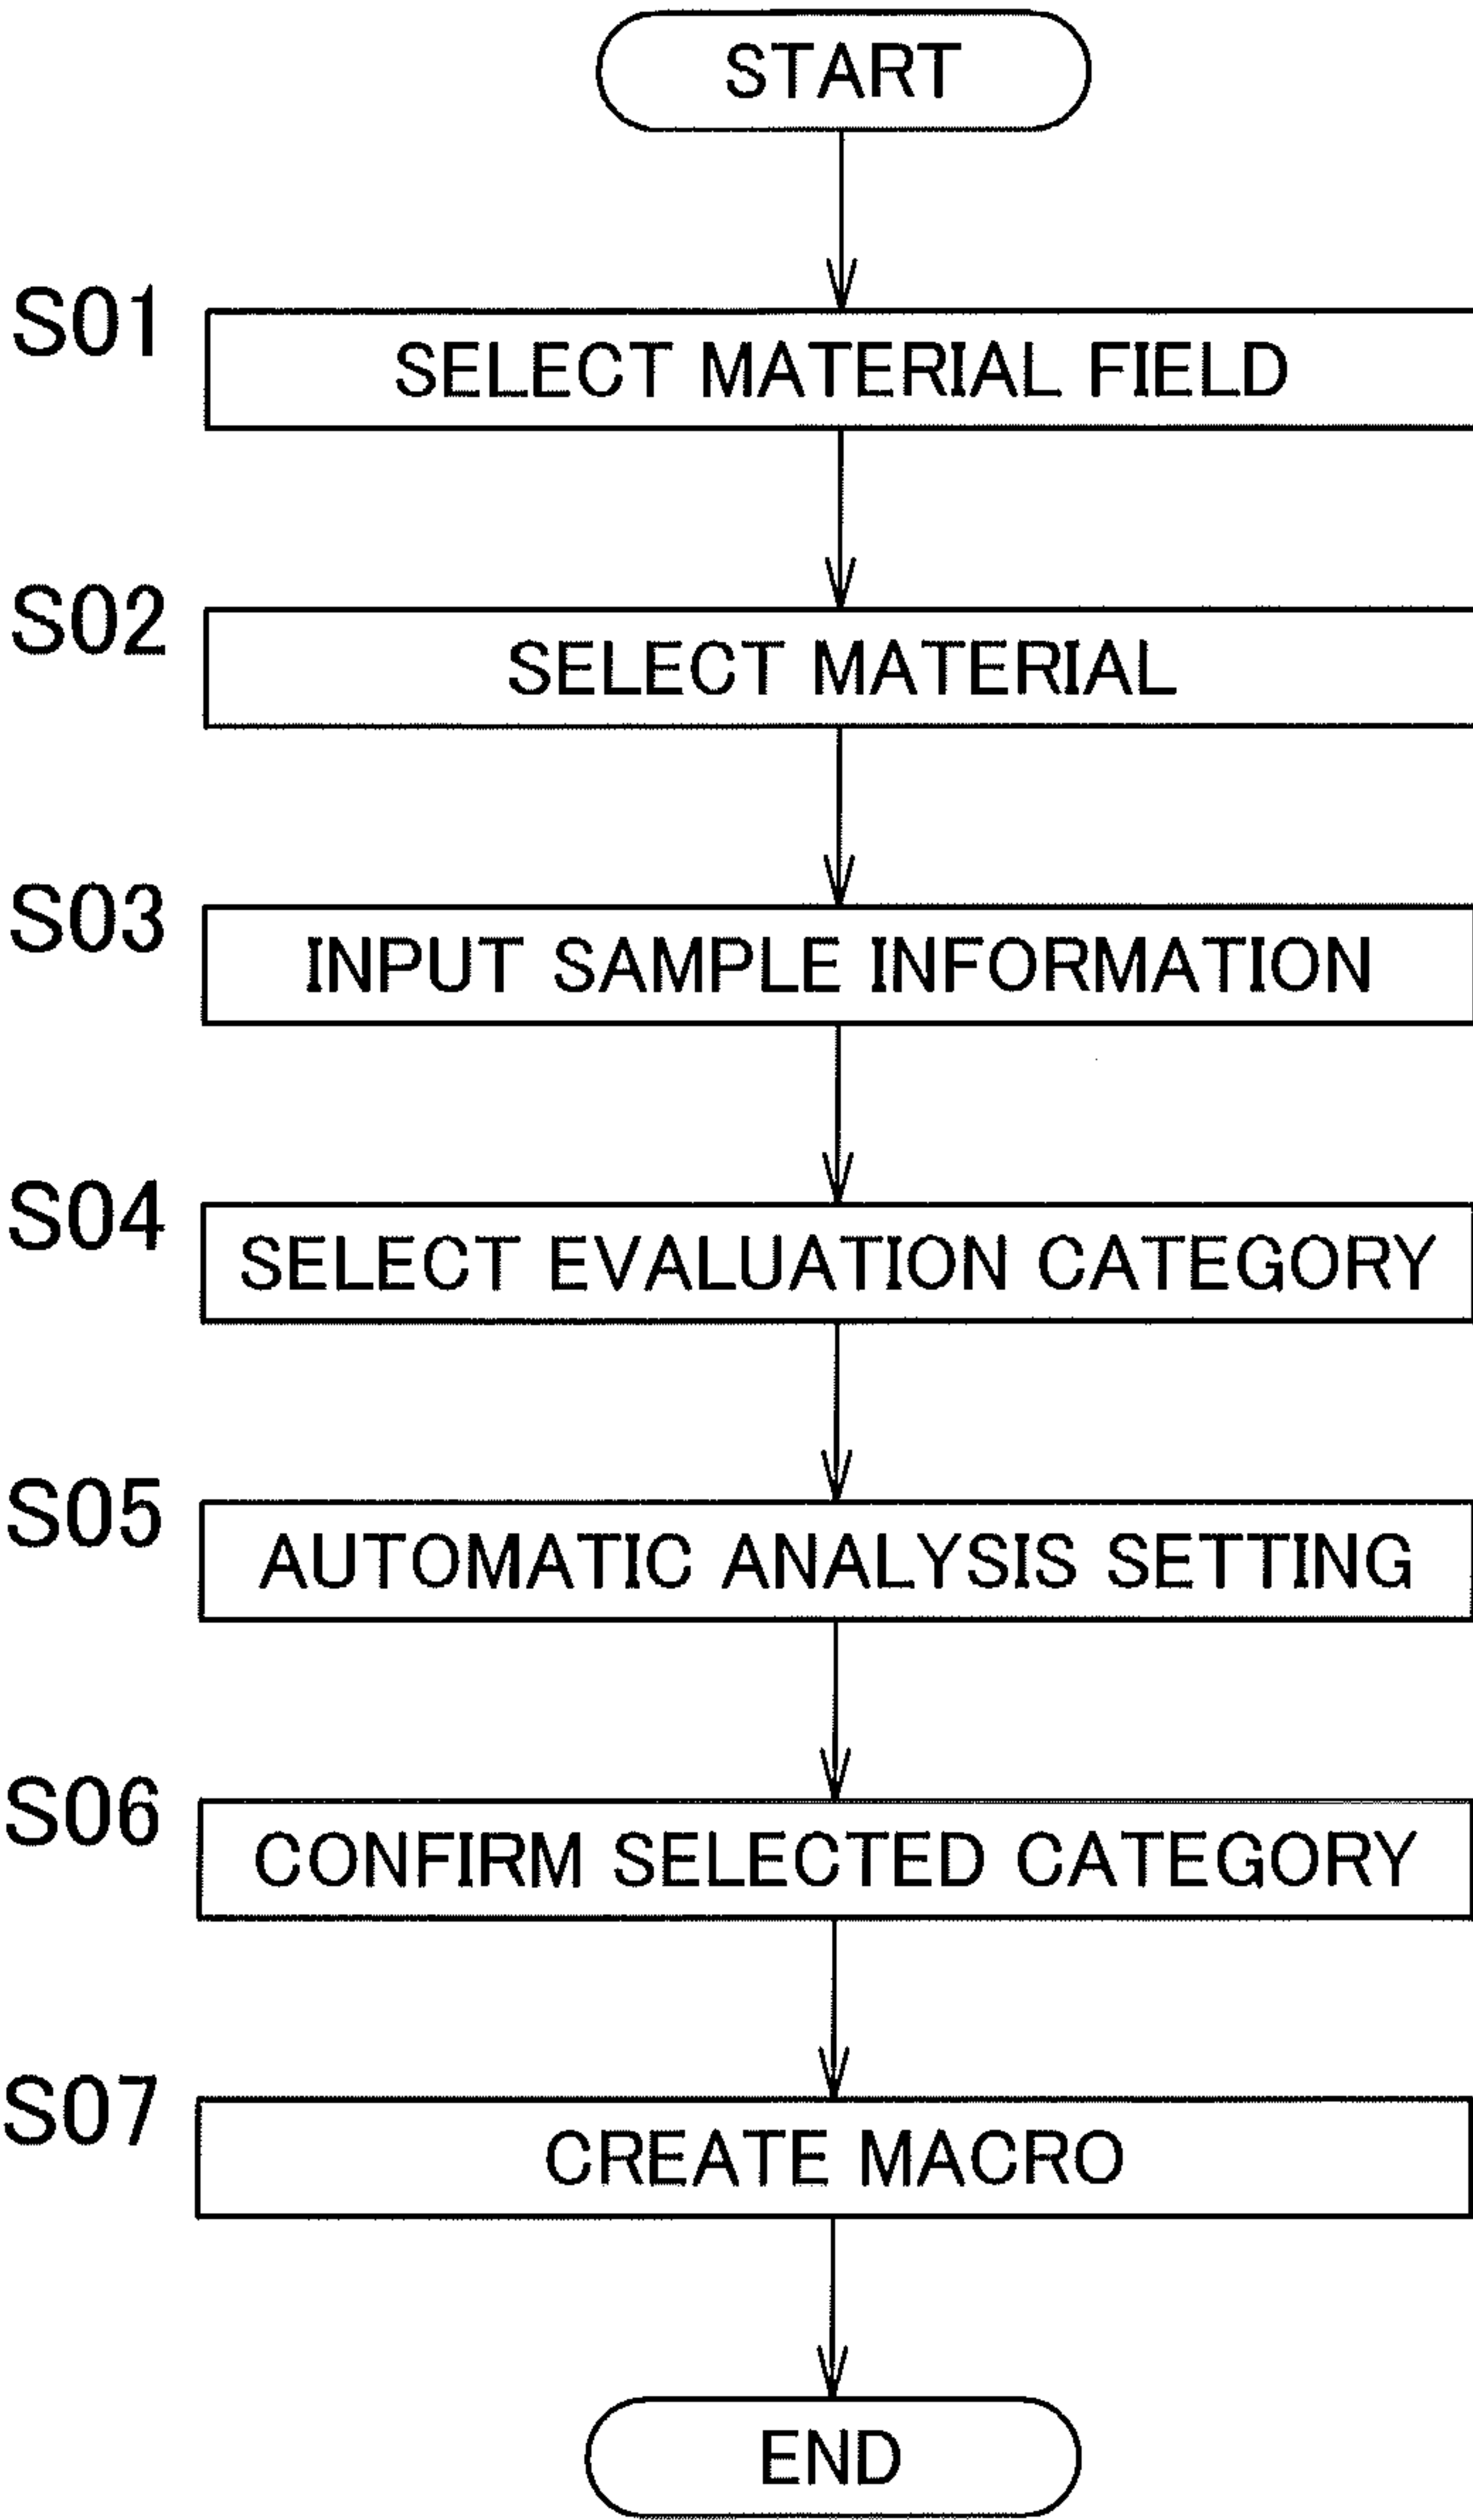 START
S01
SELECT MATERIAL FIELD
S02
SELECT MATERIAL
S03
INPUT SAMPLE INFORMATION
S04
SELECT EVALUATION CATEGORY
S05
AUTOMATIC ANALYSIS SETTING
S06
CONFIRM SELECTED CATEGORY
S07
CREATE MACRO
END